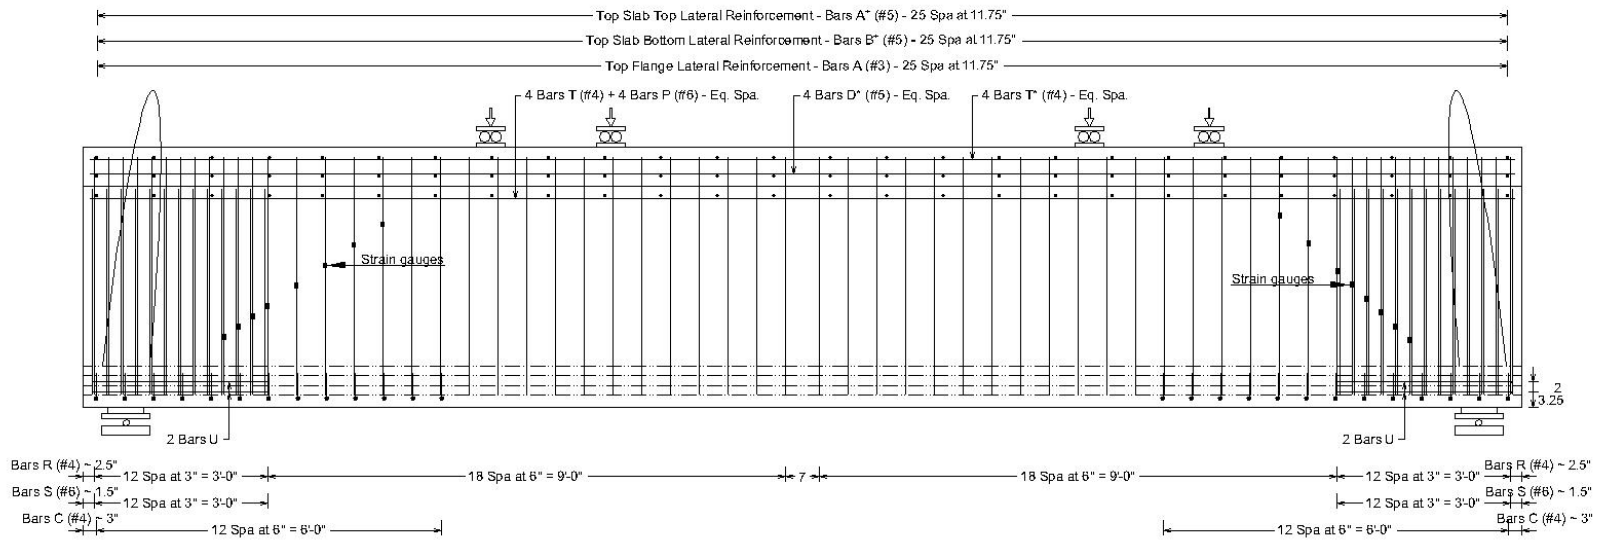 Top Slab Top Lateral Reinforcement - Bars A* (#5) - 25 Spa at 11.75"
Top Slab Bottom Lateral Reinforcement - Bars B* (#5) - 25 Spa at 11.75"
Top Flange Lateral Reinforcement - Bars A (#3) - 25 Spa at 11.75"
4 Bars T (#4) + 4 Bars P (#6) - Eq. Spa.
4 Bars D* (#5) - Eq. Spa.
4 Bars T* (#4) - Eq. Spa.
Strain gauges
Strain gauges
2
3.25
2 Bars U
2 Bars U
Bars R (#4) ~ 2.5"
12 Spa at 3" = 3'-0"
18 Spa at 6" = 9'-0"
7
18 Spa at 6" = 9'-0"
12 Spa at 3" = 3'-0"
Bars R (#4) ~ 2.5"
Bars S (#6) ~ 1.5"
12 Spa at 3" = 3'-0"
12 Spa at 3" = 3'-0"
Bars S (#6) ~ 1.5"
Bars C (#4) ~ 3"
12 Spa at 6" = 6'-0"
12 Spa at 6" = 6'-0"
Bars C (#4) ~ 3"